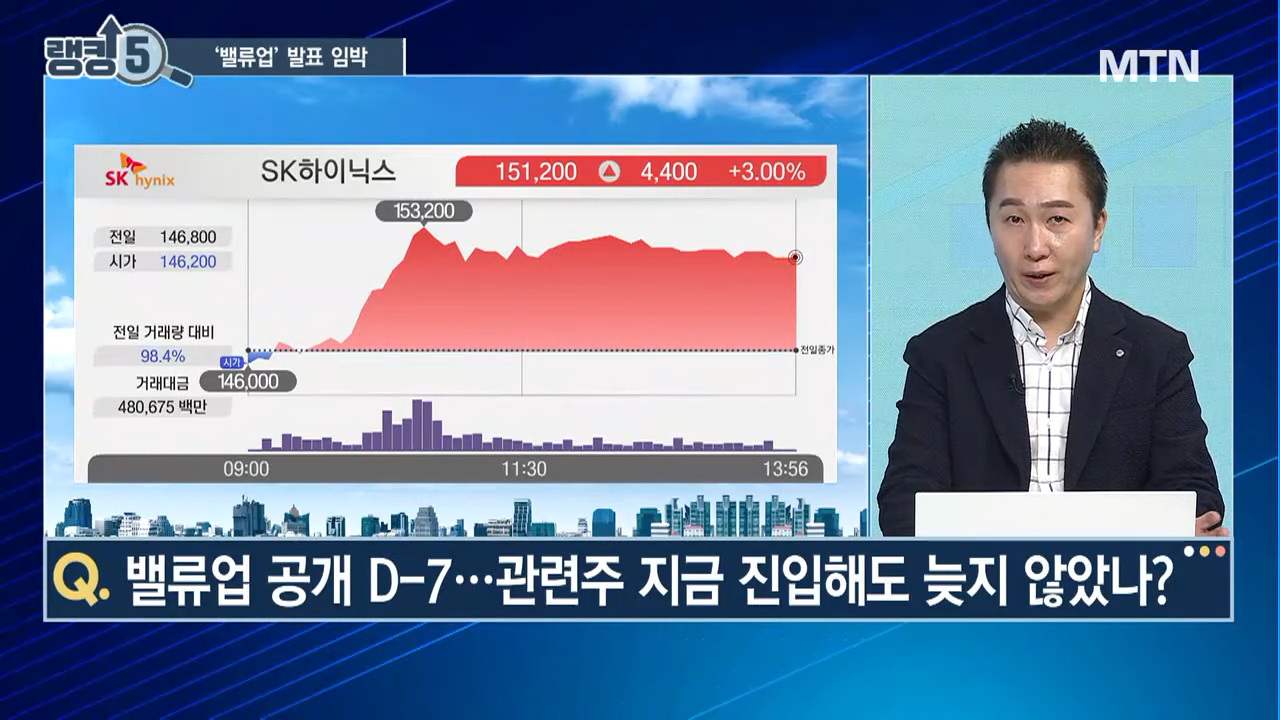 랭킹5
'밸류업' 발표 임박
MTN
SK hynix
SK하이닉스
151,200 4,400 +3.00%
153,200
전일 146,800
시가 146,200
전일 거래량 대비
98.4%
전일종가
시가
146,000
거래대금
480,675 백만
09:00 11:30 13:56
Q. 밸류업 공개 D-7…관련주 지금 진입해도 늦지 않았나?